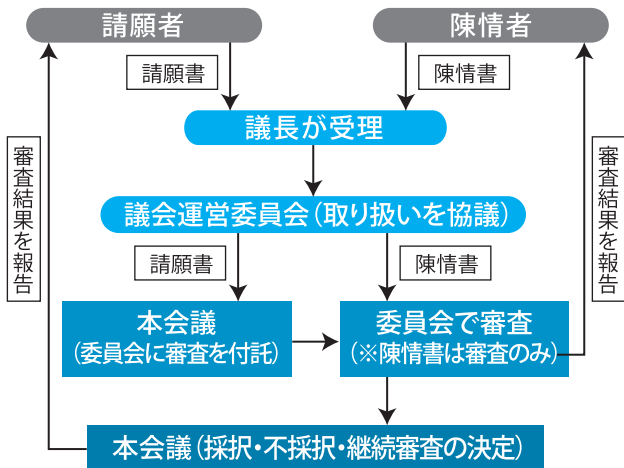 請願者
陳情者
請願書
陳情書
議長が受理
議会運営委員会(取り扱いを協議)
請願書
陳情書
審査結果を報告
審査結果を報告
本会議
(委員会に審査を付託)
委員会で審査
(※陳情書は審査のみ)
本会議(採択・不採択・継続審査の決定)